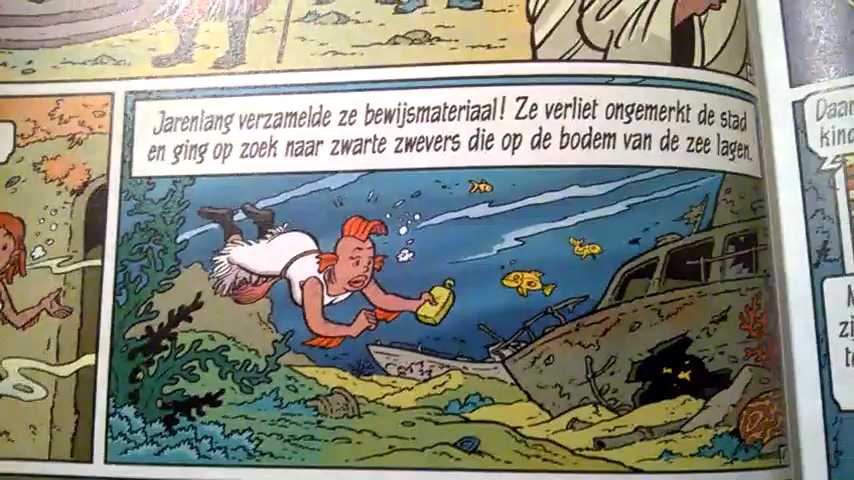 Jarenlang verzamelde ze bewijsmateriaal! Ze verliet ongemerkt de stad
en ging op zoek naar zwarte zwevers die op de bodem van de zee lagen.
Daar